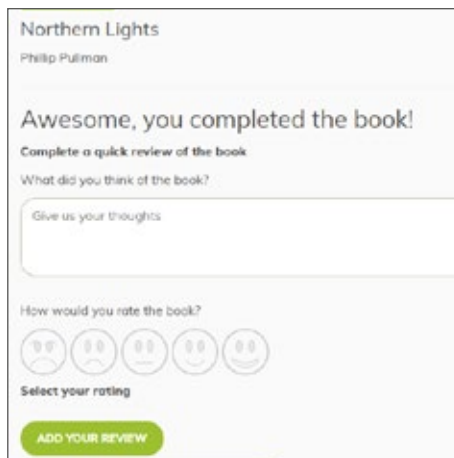 Northern Lights
Phillip Pullman
Awesome, you completed the book!
Complete a quick review of the book
What did you think of the book?
Give us your thoughts
How would you rate the book?
Select your rating
ADD YOUR REVIEW